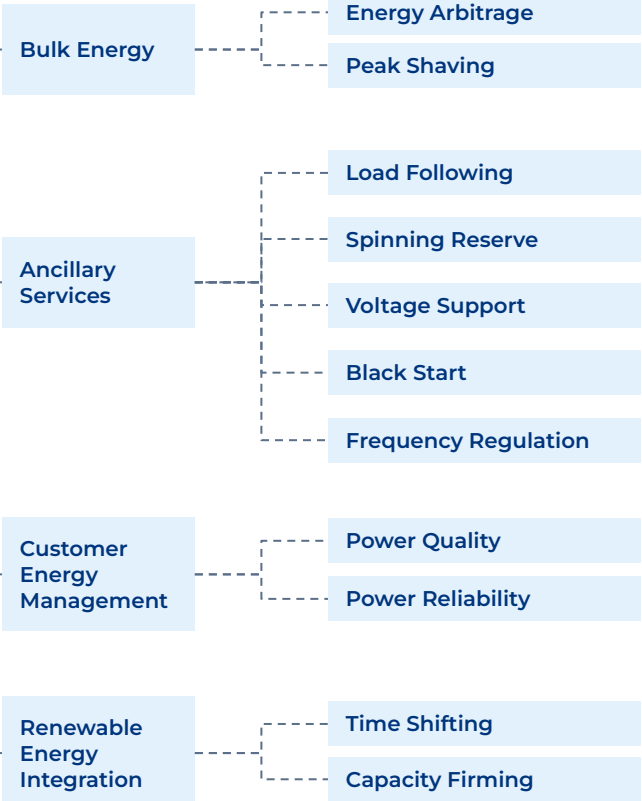 Bulk Energy
Energy Arbitrage
Peak Shaving
Ancillary
Services
Load Following
Spinning Reserve
Voltage Support
Black Start
Frequency Regulation
Customer
Energy
Management
Power Quality
Power Reliability
Renewable
Energy
Integration
Time Shifting
Capacity Firming